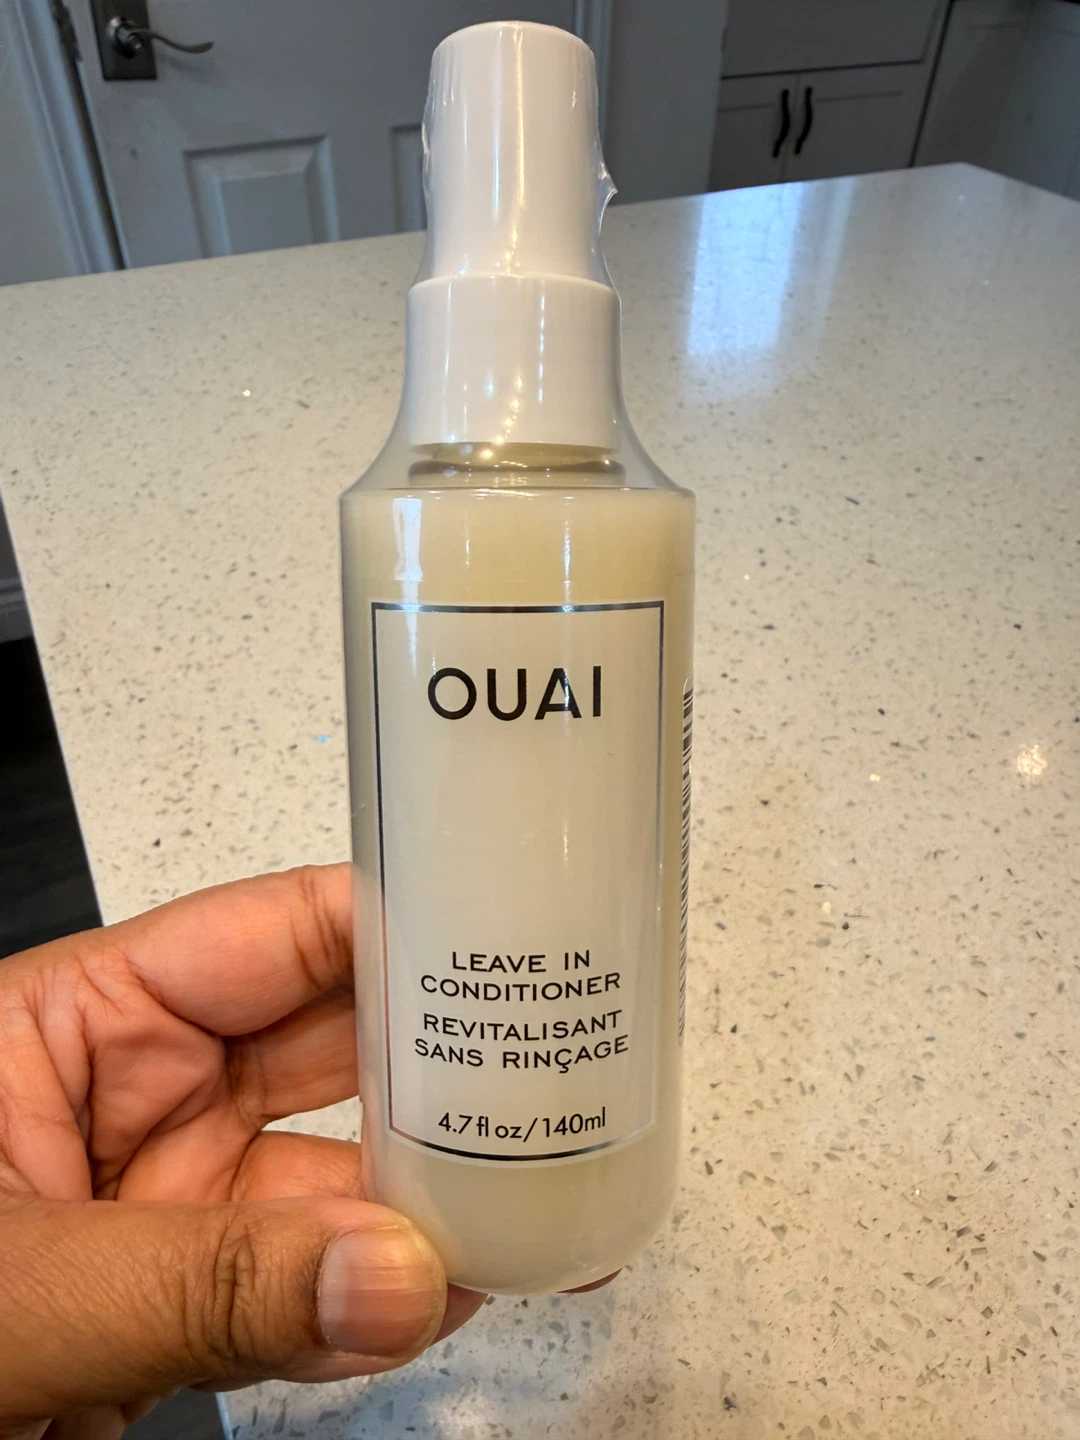 OUAI
LEAVE IN
CONDITIONER
REVITALISANT
SANS RINÇAGE
4.7 fl oz/140ml